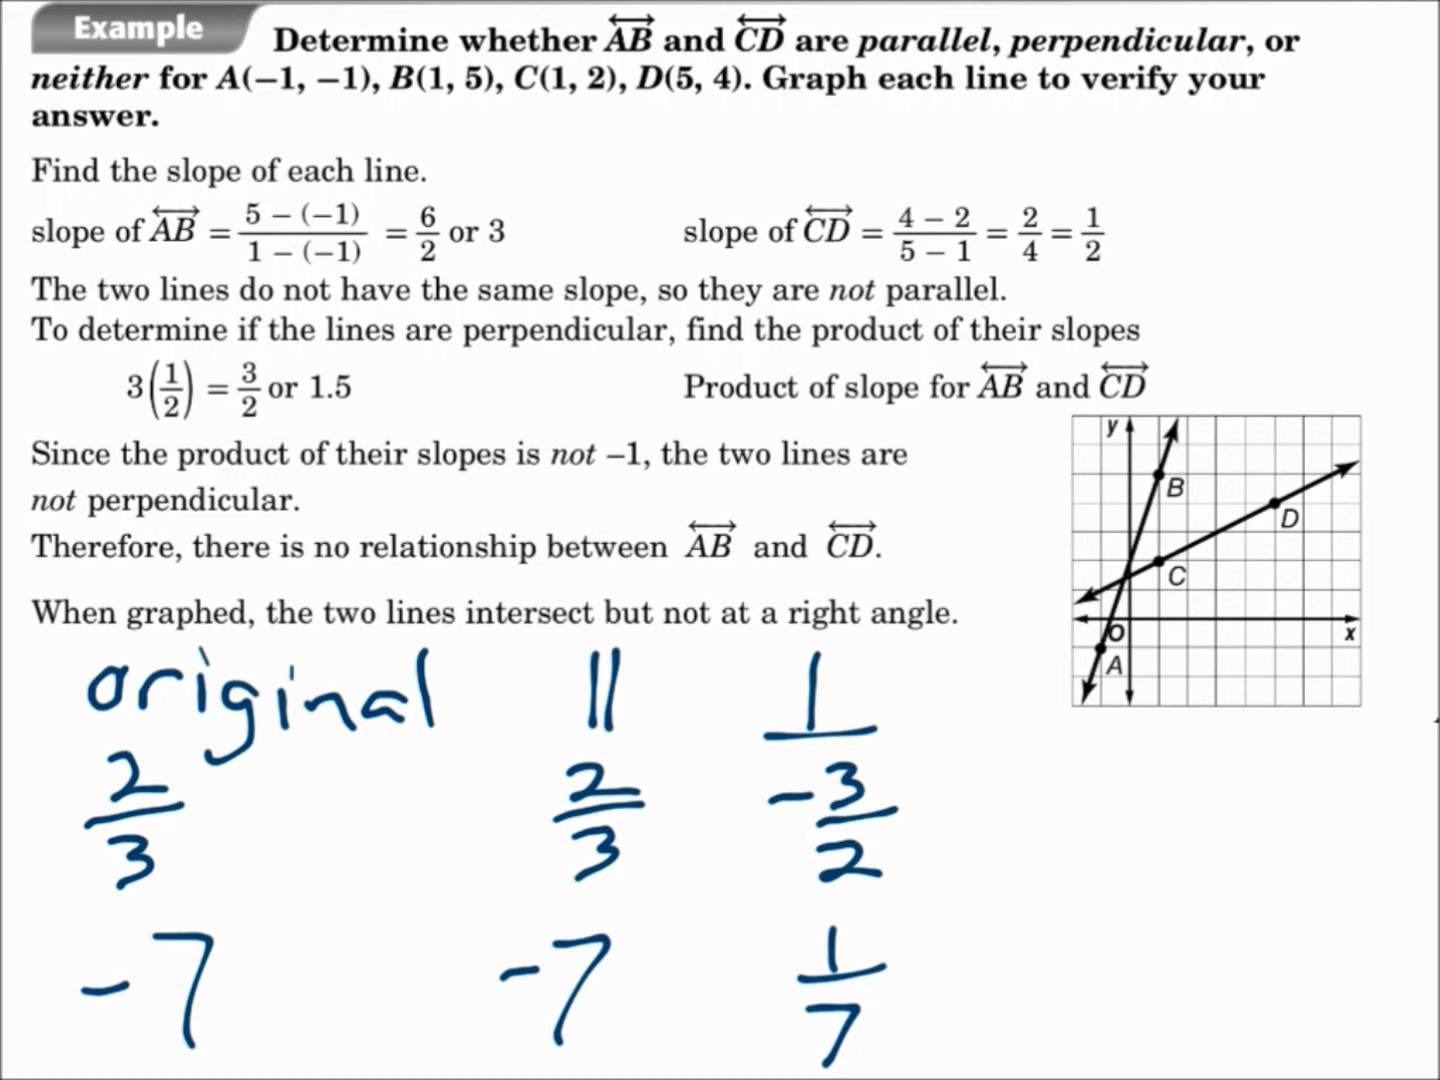 Example
Determine whether AB and CD are parallel, perpendicular, or
neither for A(−1, −1), B(1, 5), C(1, 2), D(5, 4). Graph each line to verify your
answer.
Find the slope of each line.
slope of AB = (5 − (−1))/(1 − (−1)) = 6/2 or 3
slope of CD = (4 − 2)/(5 − 1) = 2/4 = 1/2
The two lines do not have the same slope, so they are not parallel.
To determine if the lines are perpendicular, find the product of their slopes
3(1/2) = 3/2 or 1.5
Product of slope for AB and CD
Since the product of their slopes is not −1, the two lines are
not perpendicular.
Therefore, there is no relationship between AB and CD.
When graphed, the two lines intersect but not at a right angle.
y
B
D
C
O
x
A
original || ⊥
2/3 2/3 -3/2
-7 -7 1/7